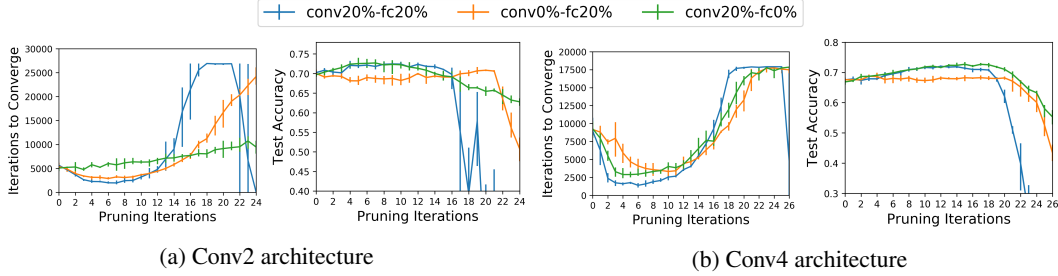 conv20%-fc20% conv0%-fc20% conv20%-fc0%
Iterations to Converge
30000
25000
20000
15000
10000
5000
0
0 2 4 6 8 10 12 14 16 18 20 22 24
Pruning Iterations
Test Accuracy
0.75
0.70
0.65
0.60
0.55
0.50
0.45
0.40
0 2 4 6 8 10 12 14 16 18 20 22 24
Pruning Iterations
(a) Conv2 architecture
Iterations to Converge
20000
17500
15000
12500
10000
7500
5000
2500
0
0 2 4 6 8 10 12 14 16 18 20 22 24 26
Pruning Iterations
Test Accuracy
0.8
0.7
0.6
0.5
0.4
0.3
0 2 4 6 8 10 12 14 16 18 20 22 24 26
Pruning Iterations
(b) Conv4 architecture